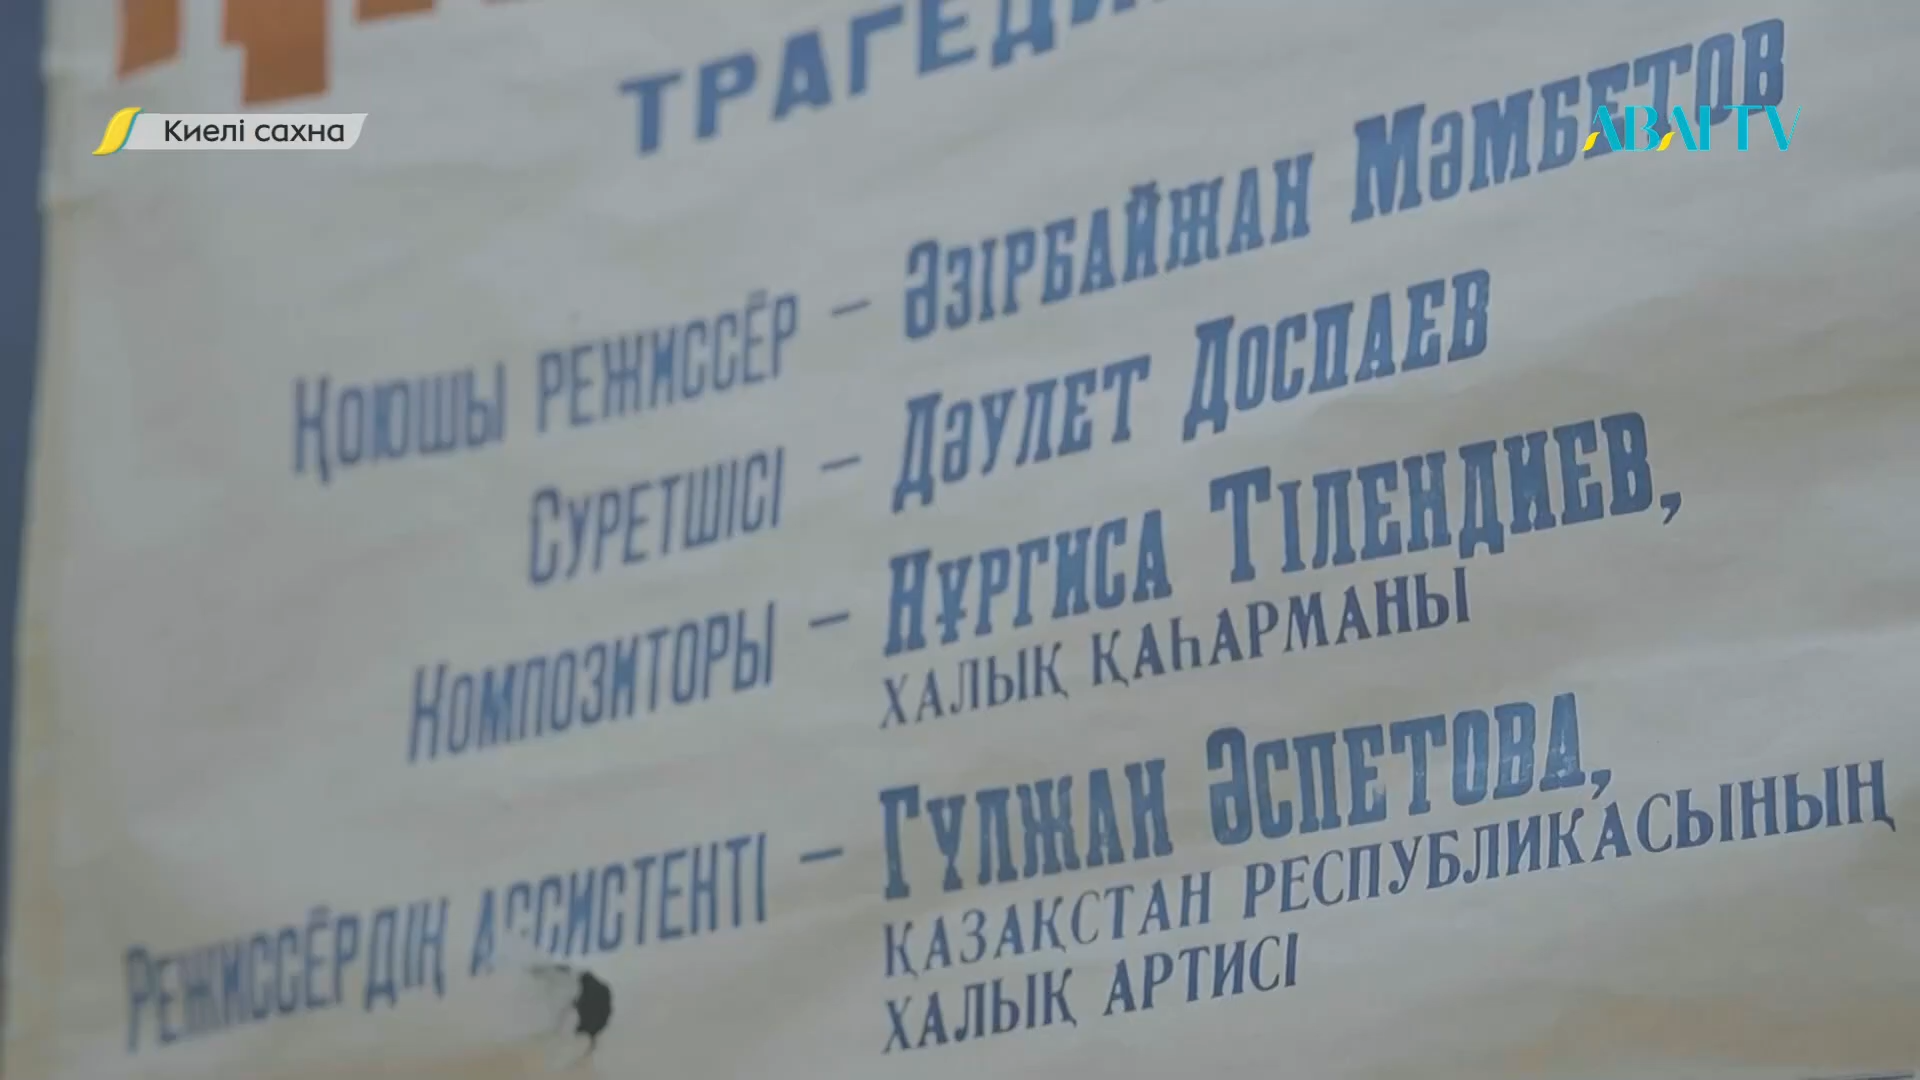 ТРАГЕДИ
Киелі сахна
ABAI TV
Қоюшы режиссёр – Әзірбайжан Мәмбетов
Суретшісі – Дәулет Доспаев
Композиторы – Нұргиса Тілендиев,
ХАЛЫҚ ҚАҺАРМАНЫ
Режиссёрдің ассистенті – Гүлжан Әспетова,
ҚАЗАҚСТАН РЕСПУБЛИКАСЫНЫҢ
ХАЛЫҚ АРТИСІ